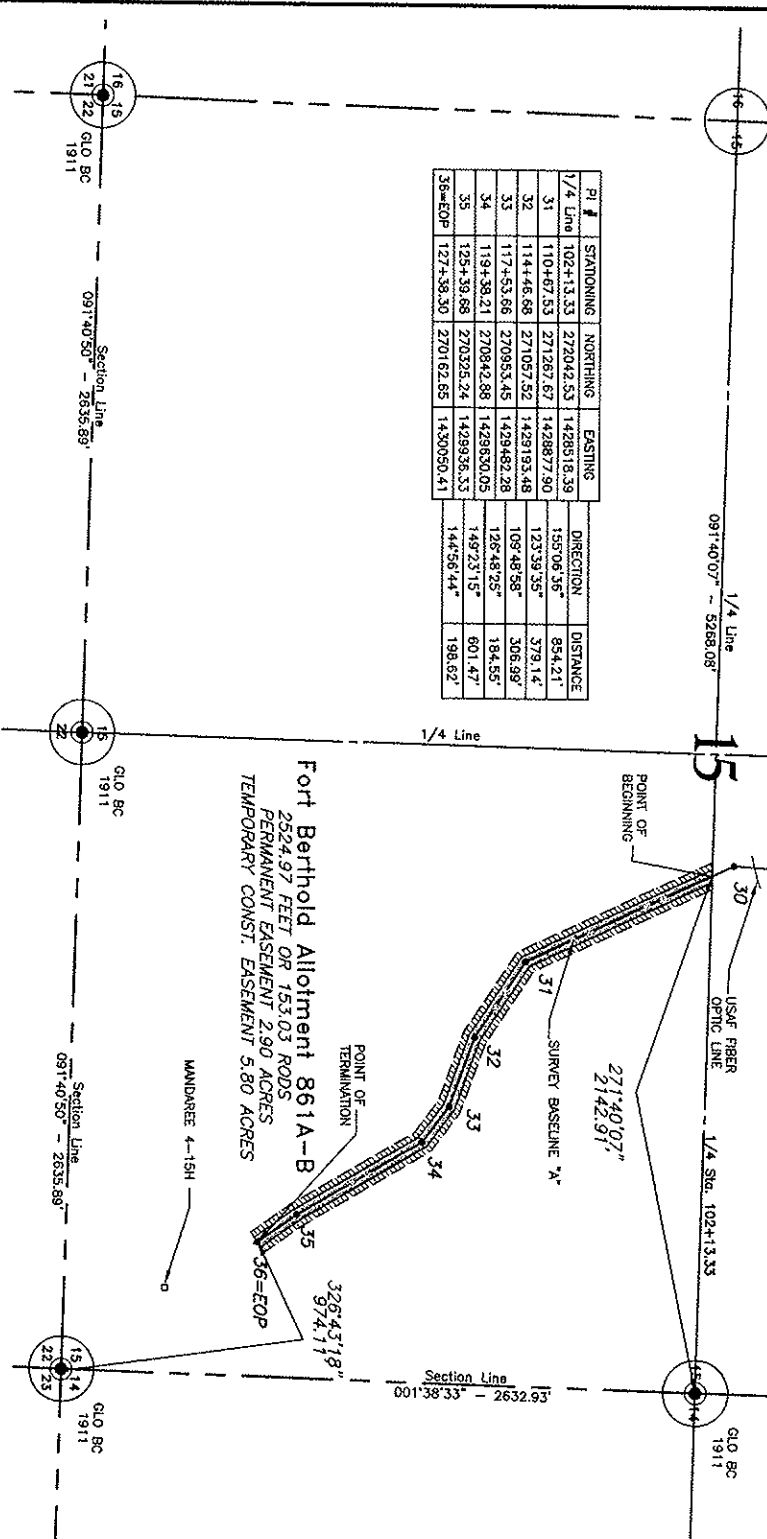 16 15
1/4 Line
091°40'07" - 5268.08'
15
30
USAF FIBER
OPTIC LINE
POINT OF
BEGINNING
271°40'07"
2142.91'
1/4 Sta. 102+13.33
15 14
GLO BC
1911
PI # STATIONING NORTHING EASTING DIRECTION DISTANCE
1/4 Line 102+13.33 272042.53 1428518.39
155°06'36" 854.21'
31 110+67.53 271267.67 1428877.90
123°39'35" 379.14'
32 114+46.68 271057.52 1429193.48
109°48'58" 306.99'
33 117+53.66 270953.45 1429482.28
126°48'25" 184.55'
34 119+38.21 270842.88 1429630.05
149°23'15" 601.47'
35 125+39.68 270325.24 1429936.33
144°56'44" 198.62'
36=EOP 127+38.30 270162.65 1430050.41
1/4 Line
SURVEY BASELINE "A"
31
32
33
34
35
36=EOP
POINT OF
TERMINATION
Fort Berthold Allotment 861A-B
2524.97 FEET OR 153.03 RODS
PERMANENT EASEMENT 2.90 ACRES
TEMPORARY CONST. EASEMENT 5.80 ACRES
326°43'18"
974.11'
Section Line
001°38'33" - 2632.93'
MANDAREE 4-15H
16 15
21 22
GLO BC
1911
Section Line
091°40'50" - 2635.89'
15
22
GLO BC
1911
Section Line
091°40'50" - 2635.89'
15 14
22 23
GLO BC
1911